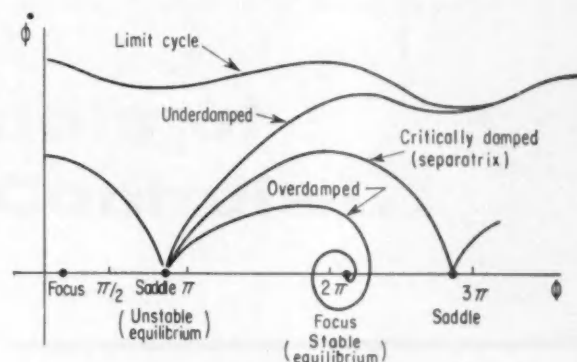 Φ̇
Limit cycle
Underdamped
Critically damped
(separatrix)
Overdamped
Focus π/2 Saddle π 2π 3π Φ
(Unstable equilibrium)
Focus
Stable
(equilibrium)
Saddle